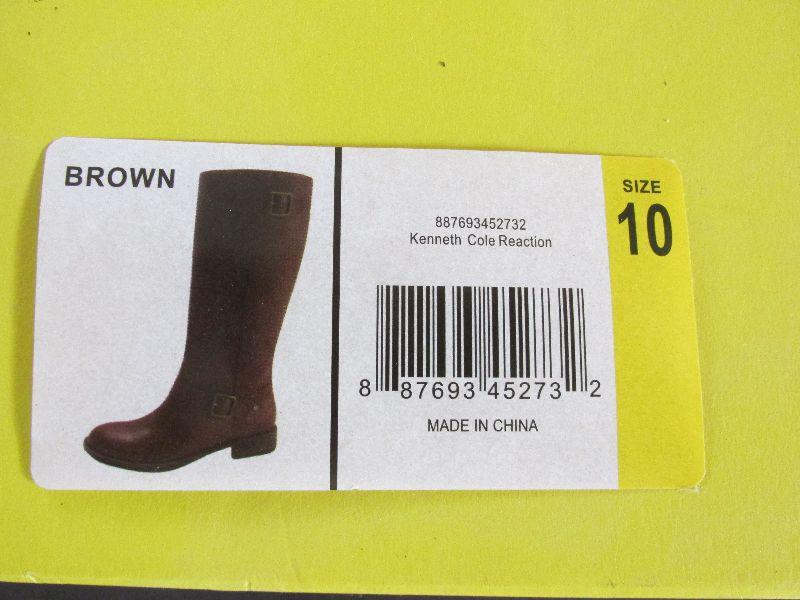 BROWN
887693452732
Kenneth Cole Reaction
8 87693 45273 2
MADE IN CHINA
SIZE
10